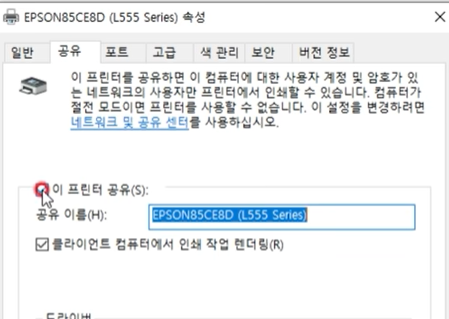 EPSON85CE8D (L555 Series) 속성
일반 공유 포트 고급 색 관리 보안 버전 정보
이 프린터를 공유하면 이 컴퓨터에 대한 사용자 계정 및 암호가 있
는 네트워크의 사용자만 프린터에서 인쇄할 수 있습니다. 컴퓨터가
절전 모드이면 프린터를 사용할 수 없습니다. 이 설정을 변경하려면
네트워크 및 공유 센터를 사용하십시오.
이 프린터 공유(S):
공유 이름(H): EPSON85CE8D (L555 Series)
클라이언트 컴퓨터에서 인쇄 작업 렌더링(R)
드라이버